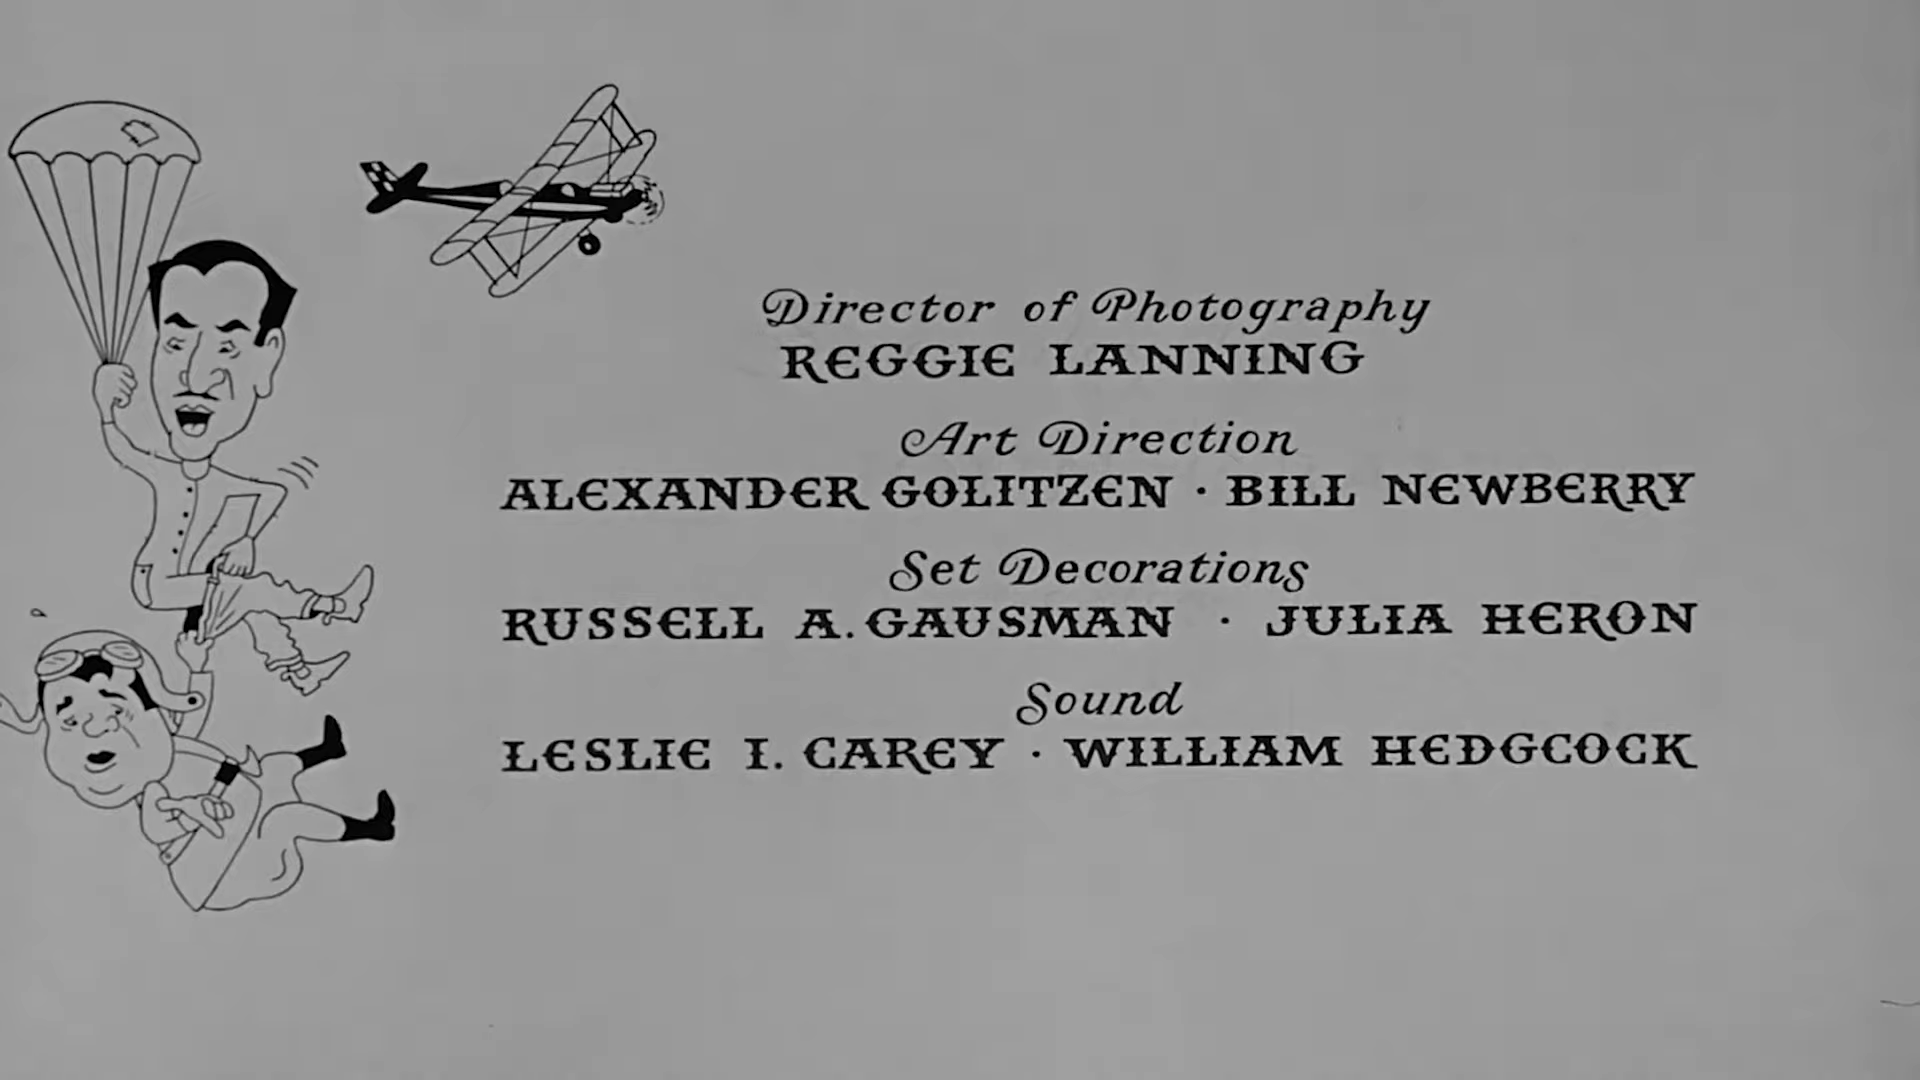 Director of Photography
REGGIE LANNING
Art Direction
ALEXANDER GOLITZEN · BILL NEWBERRY
Set Decorations
RUSSELL A. GAUSMAN · JULIA HERON
Sound
LESLIE I. CAREY · WILLIAM HEDGCOCK